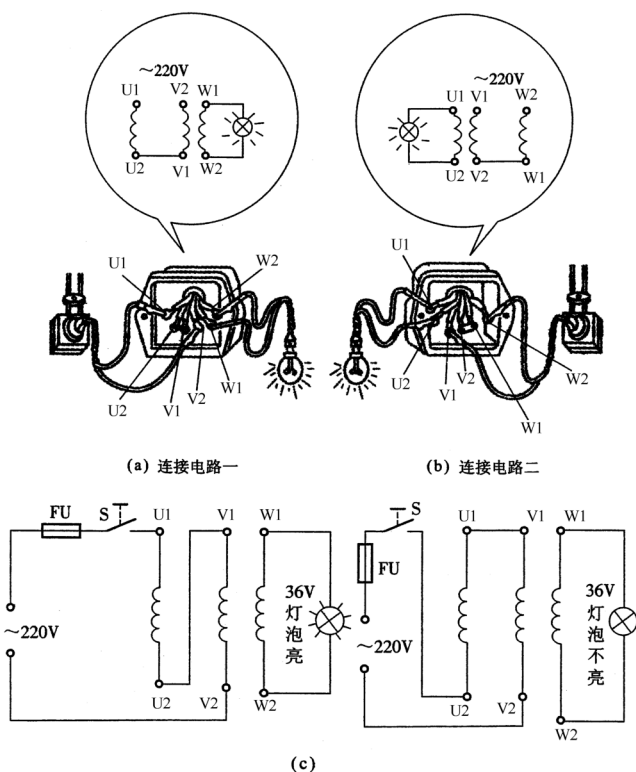 ～220V
U1 V2 W1
U2 V1 W2
～220V
U1 V1 W2
U2 V2 W1
U1 W2
U2 V1 V2 W1
(a) 连接电路一
U1
U2 V1 V2 W1 W2
(b) 连接电路二
FU S U1 V1 W1
～220V
36V
灯
泡
亮
U2 V2 W2
S U1 V1 W1
FU
～220V
36V
灯
泡
不
亮
U2 V2 W2
(c)